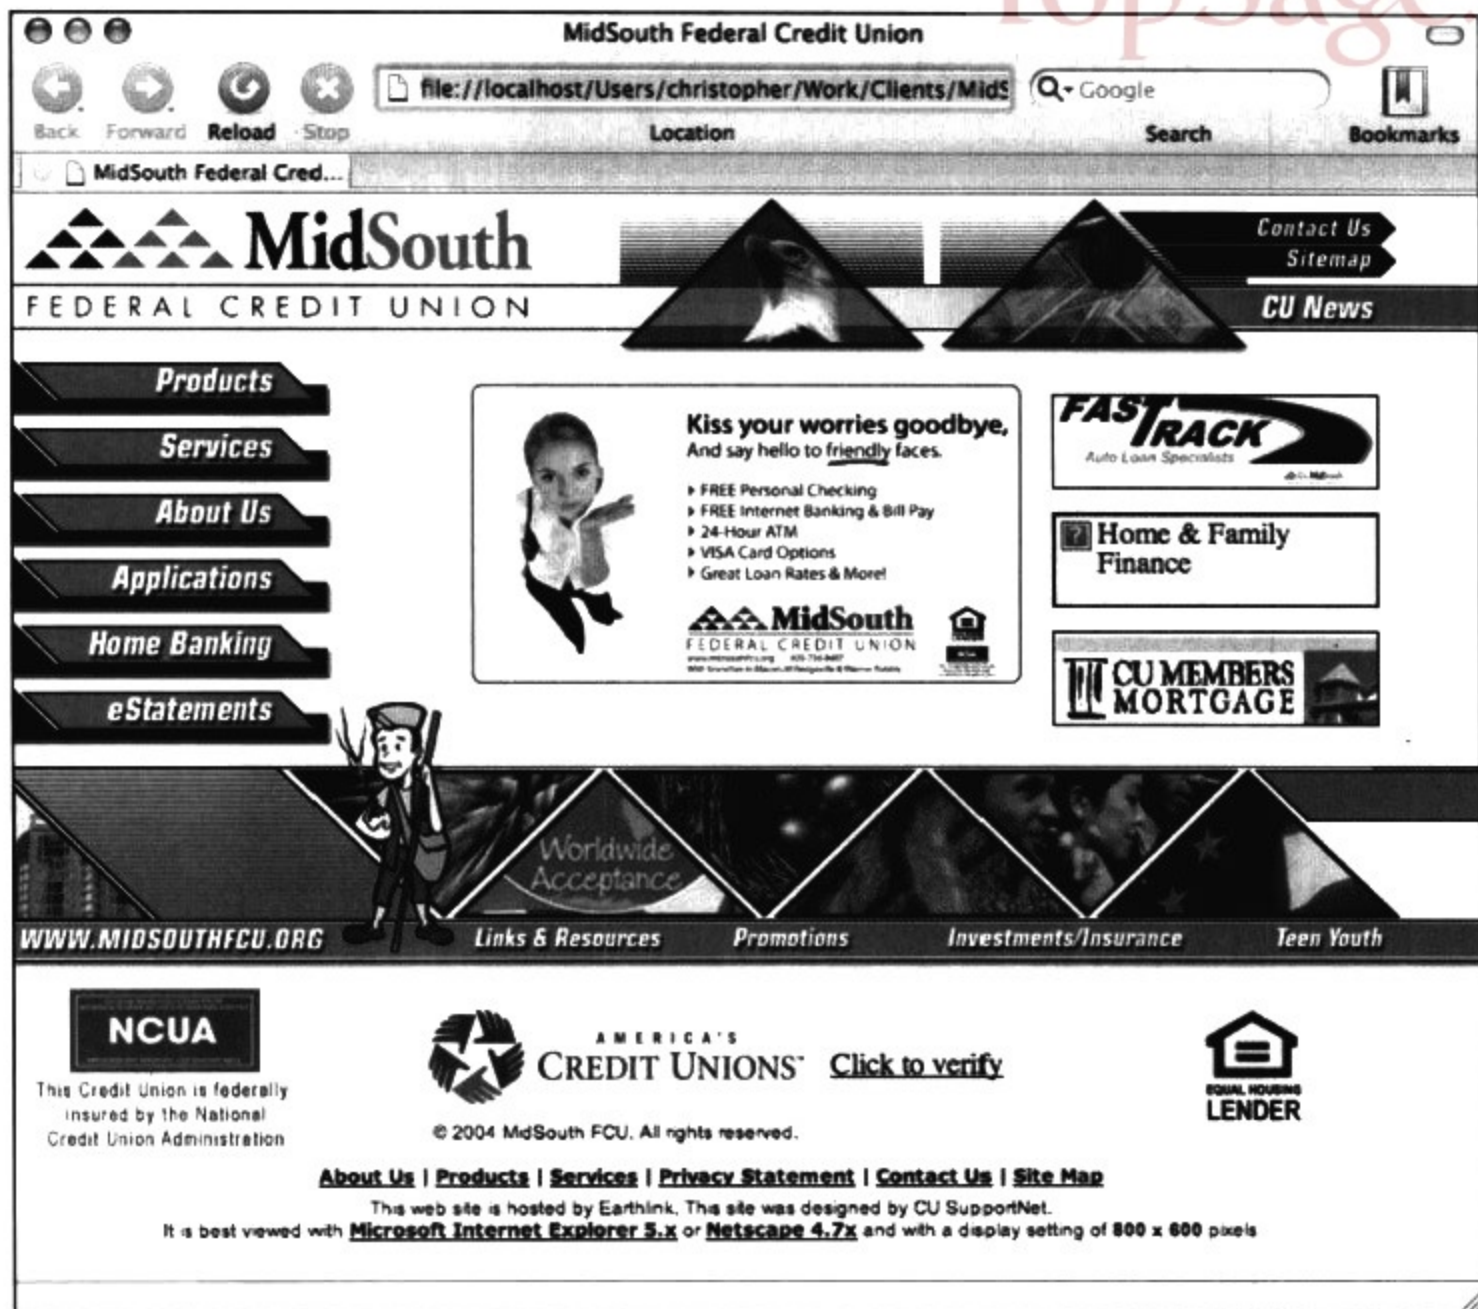 TopSage.
MidSouth Federal Credit Union
file://localhost/Users/christopher/Work/Clients/MidS
Google
Back Forward Reload Stop Location Search Bookmarks
MidSouth Federal Cred...
MidSouth
FEDERAL CREDIT UNION
Contact Us
Sitemap
CU News
Products
Services
About Us
Applications
Home Banking
eStatements
Kiss your worries goodbye,
And say hello to friendly faces.
FREE Personal Checking
FREE Internet Banking & Bill Pay
24-Hour ATM
VISA Card Options
Great Loan Rates & More!
MidSouth
FEDERAL CREDIT UNION
www.midsouthfcu.org
NCUA
FAST TRACK
Auto Loan Specialists
MidSouth
Home & Family
Finance
CU MEMBERS
MORTGAGE
Worldwide
Acceptance
WWW.MIDSOUTHFCU.ORG
Links & Resources
Promotions
Investments/Insurance
Teen Youth
NCUA
This Credit Union is federally
insured by the National
Credit Union Administration
AMERICA'S
CREDIT UNIONS™
Click to verify
EQUAL HOUSING
LENDER
© 2004 MidSouth FCU. All rights reserved.
About Us | Products | Services | Privacy Statement | Contact Us | Site Map
This web site is hosted by Earthlink. This site was designed by CU SupportNet.
It is best viewed with Microsoft Internet Explorer 5.x or Netscape 4.7x and with a display setting of 800 x 600 pixels